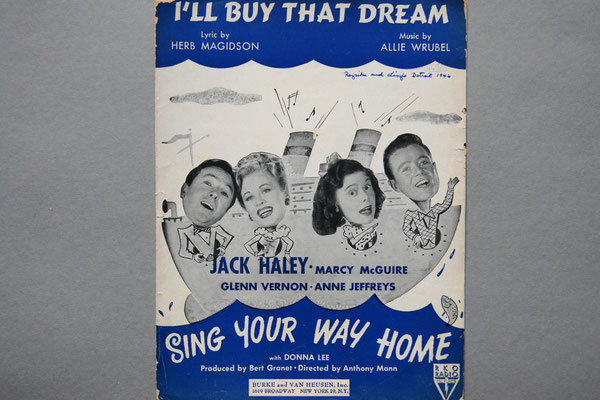 I'LL BUY THAT DREAM
Lyric by
HERB MAGIDSON
Music by
ALLIE WRUBEL
Detroit 1946
JACK HALEY · MARCY McGUIRE
GLENN VERNON · ANNE JEFFREYS
SING YOUR WAY HOME
with DONNA LEE
Produced by Bert Granet · Directed by Anthony Mann
BURKE and VAN HEUSEN, Inc.
1619 BROADWAY NEW YORK 19, N.Y.
RKO
RADIO